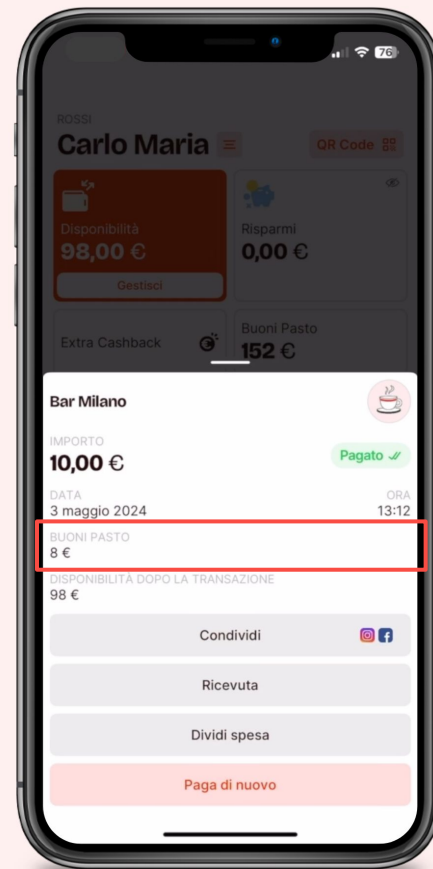 76
ROSSI
Carlo Maria
QR Code
Disponibilità
98,00 €
Gestisci
Risparmi
0,00 €
Extra Cashback
Buoni Pasto
152 €
Bar Milano
IMPORTO
10,00 €
Pagato
DATA
3 maggio 2024
ORA
13:12
BUONI PASTO
8 €
DISPONIBILITÀ DOPO LA TRANSAZIONE
98 €
Condividi
Ricevuta
Dividi spesa
Paga di nuovo